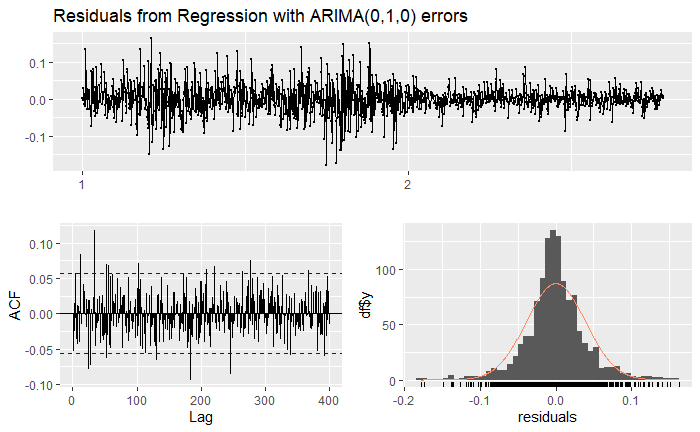 Residuals from Regression with ARIMA(0,1,0) errors
0.1
0.0
-0.1
1 2
ACF
0.10
0.05
0.00
-0.05
-0.10
0 100 200 300 400
Lag
df$y
100
50
0
-0.2 -0.1 0.0 0.1
residuals